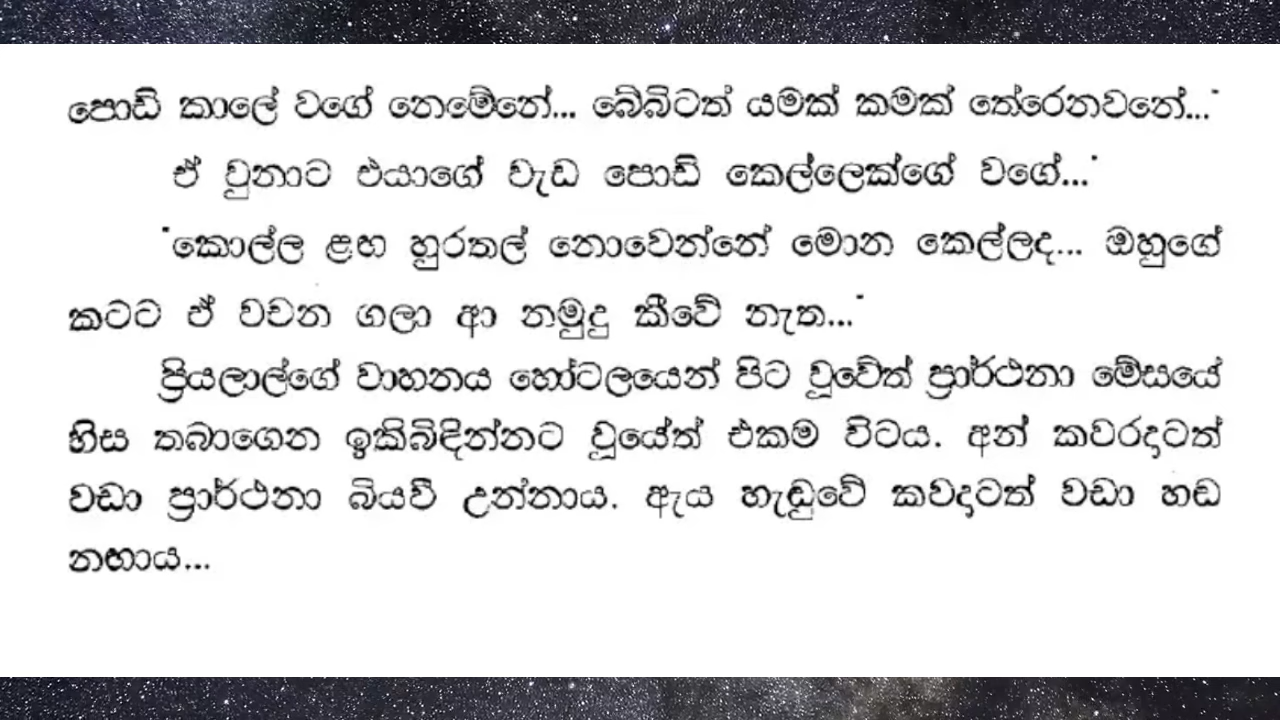 පොඩි කාලේ වගේ නෙමේනේ... බේබිටත් යමක් කමක් තේරෙනවනේ..."
ඒ වුනාට එයාගේ වැඩ පොඩි කෙල්ලෙක්ගේ වගේ..."
"කොල්ල ළඟ හුරතල් නොවෙන්නේ මොන කෙල්ලද... ඔහුගේ
කටට ඒ වචන ගලා ආ නමුදු කීවේ නැත..."
ප්‍රියලාල්ගේ වාහනය හෝටලයෙන් පිට වූවේත් ප්‍රාර්ථනා මේසයේ
හිස තබාගෙන ඉකිබිඳින්නට වූයේත් එකම විටය. අන් කවරදාටත්
වඩා ප්‍රාර්ථනා බියවී උන්නාය. ඇය හැඬුවේ කවදාටත් වඩා හඬ
නඟාය...